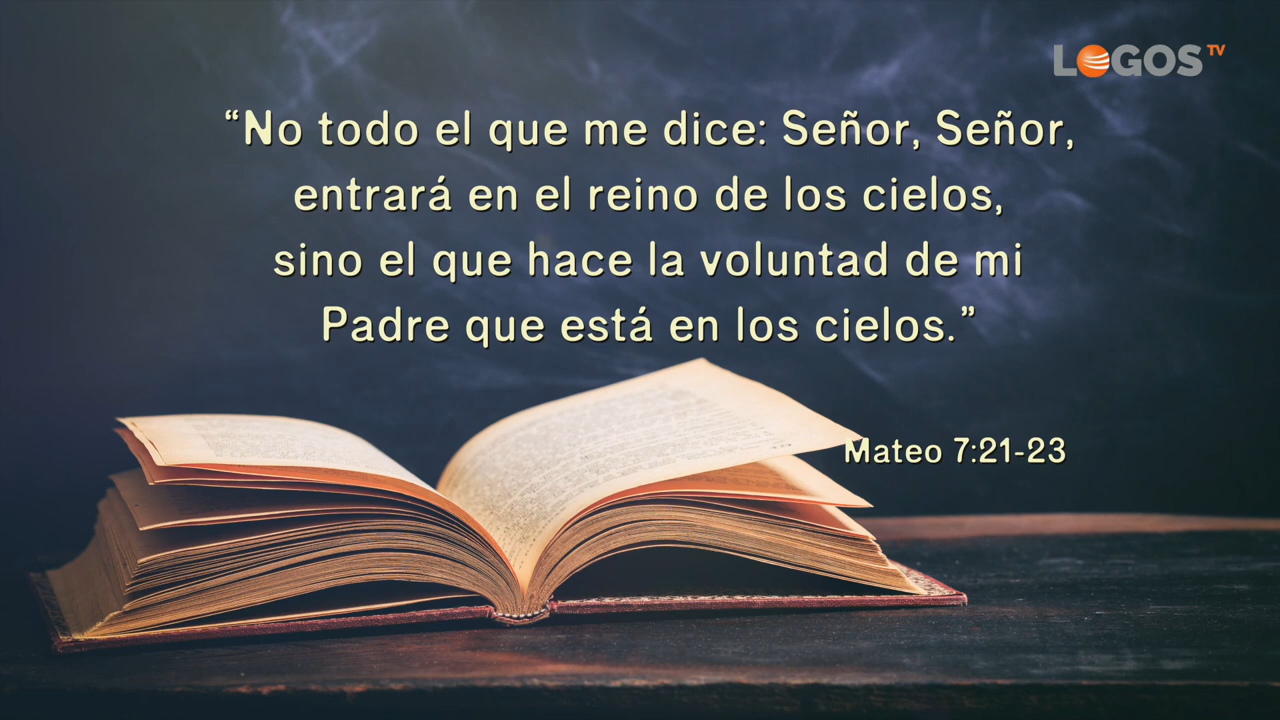 LOGOS TV
“No todo el que me dice: Señor, Señor,
entrará en el reino de los cielos,
sino el que hace la voluntad de mi
Padre que está en los cielos.”
Mateo 7:21-23